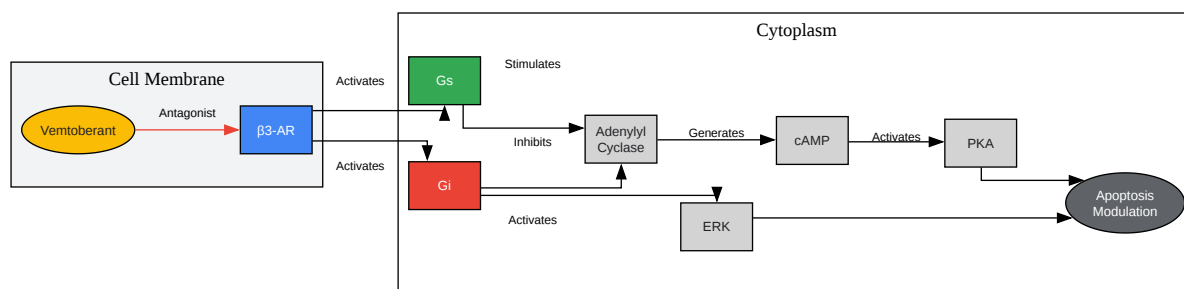 Cytoplasm
Cell Membrane
Vemtoberant
Antagonist
β3-AR
Activates
Activates
Gs
Gi
Stimulates
Inhibits
Activates
Adenylyl
Cyclase
Generates
cAMP
Activates
PKA
ERK
Apoptosis
Modulation